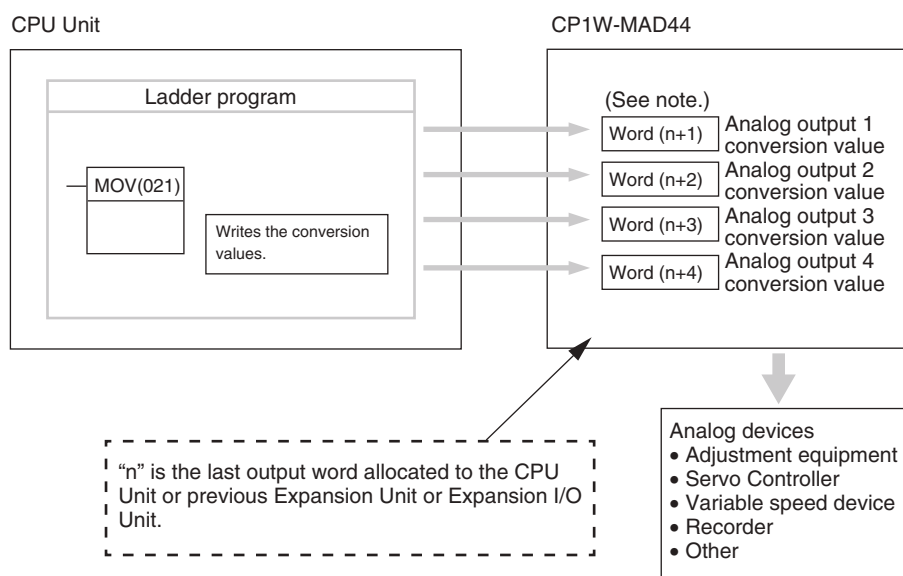 CPU Unit
CP1W-MAD44
Ladder program
MOV(021)
Writes the conversion
values.
(See note.)
Word (n+1)
Analog output 1
conversion value
Word (n+2)
Analog output 2
conversion value
Word (n+3)
Analog output 3
conversion value
Word (n+4)
Analog output 4
conversion value
“n” is the last output word allocated to the CPU
Unit or previous Expansion Unit or Expansion I/O
Unit.
Analog devices
• Adjustment equipment
• Servo Controller
• Variable speed device
• Recorder
• Other